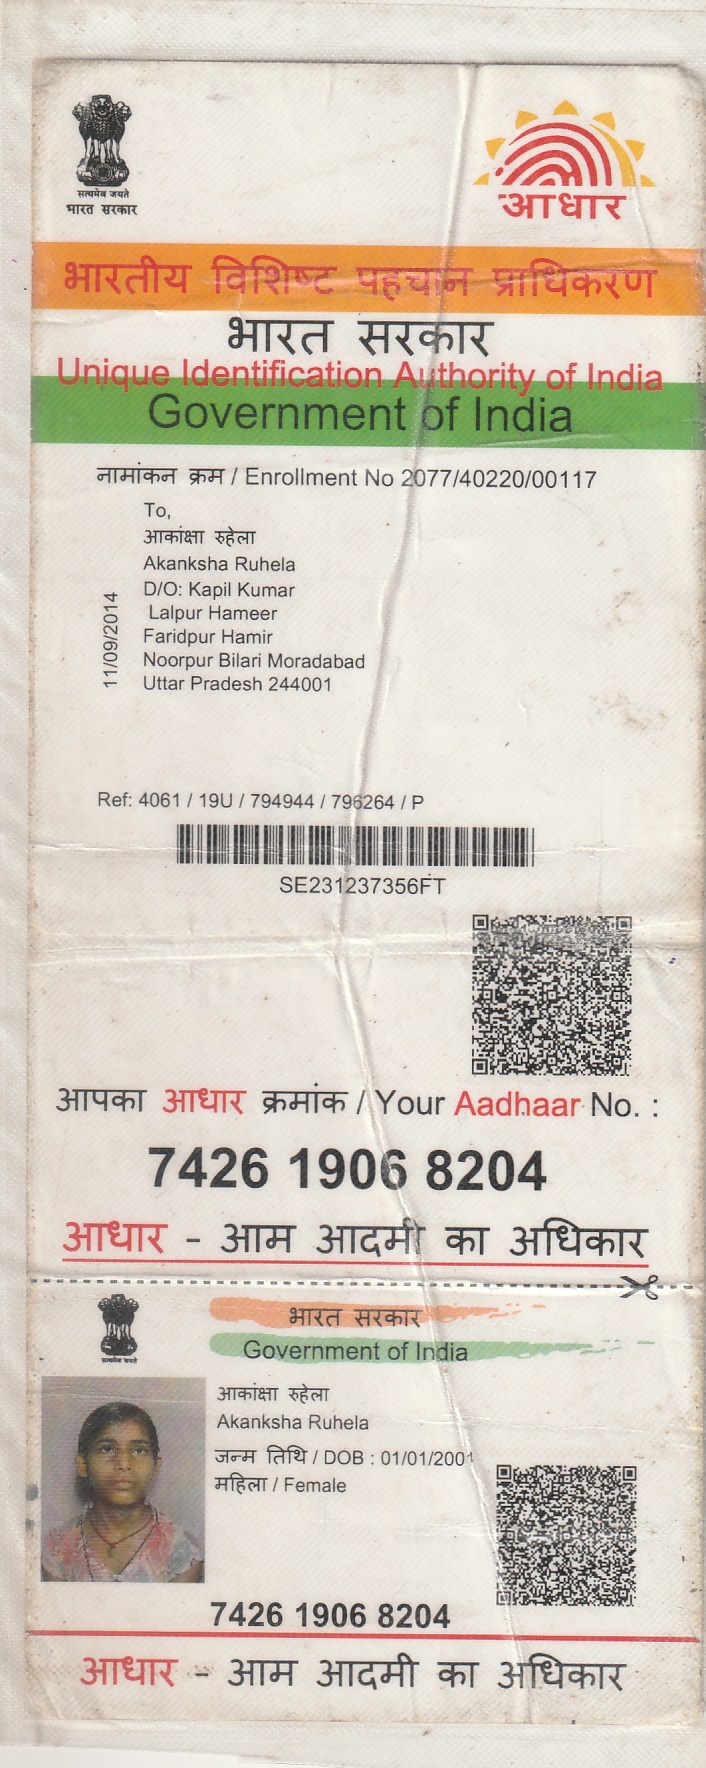 सत्यमेव जयते
भारत सरकार
आधार
भारतीय विशिष्ट पहचान प्राधिकरण
भारत सरकार
Unique Identification Authority of India
Government of India
नामांकन क्रम / Enrollment No 2077/40220/00117
To,
आकांक्षा रुहेला
Akanksha Ruhela
D/O: Kapil Kumar
Lalpur Hameer
Faridpur Hamir
Noorpur Bilari Moradabad
Uttar Pradesh 244001
11/09/2014
Ref: 4061 / 19U / 794944 / 796264 / P
SE231237356FT
आपका आधार क्रमांक / Your Aadhaar No. :
7426 1906 8204
आधार - आम आदमी का अधिकार
सत्यमेव जयते
भारत सरकार
Government of India
आकांक्षा रुहेला
Akanksha Ruhela
जन्म तिथि / DOB : 01/01/2001
महिला / Female
7426 1906 8204
आधार - आम आदमी का अधिकार